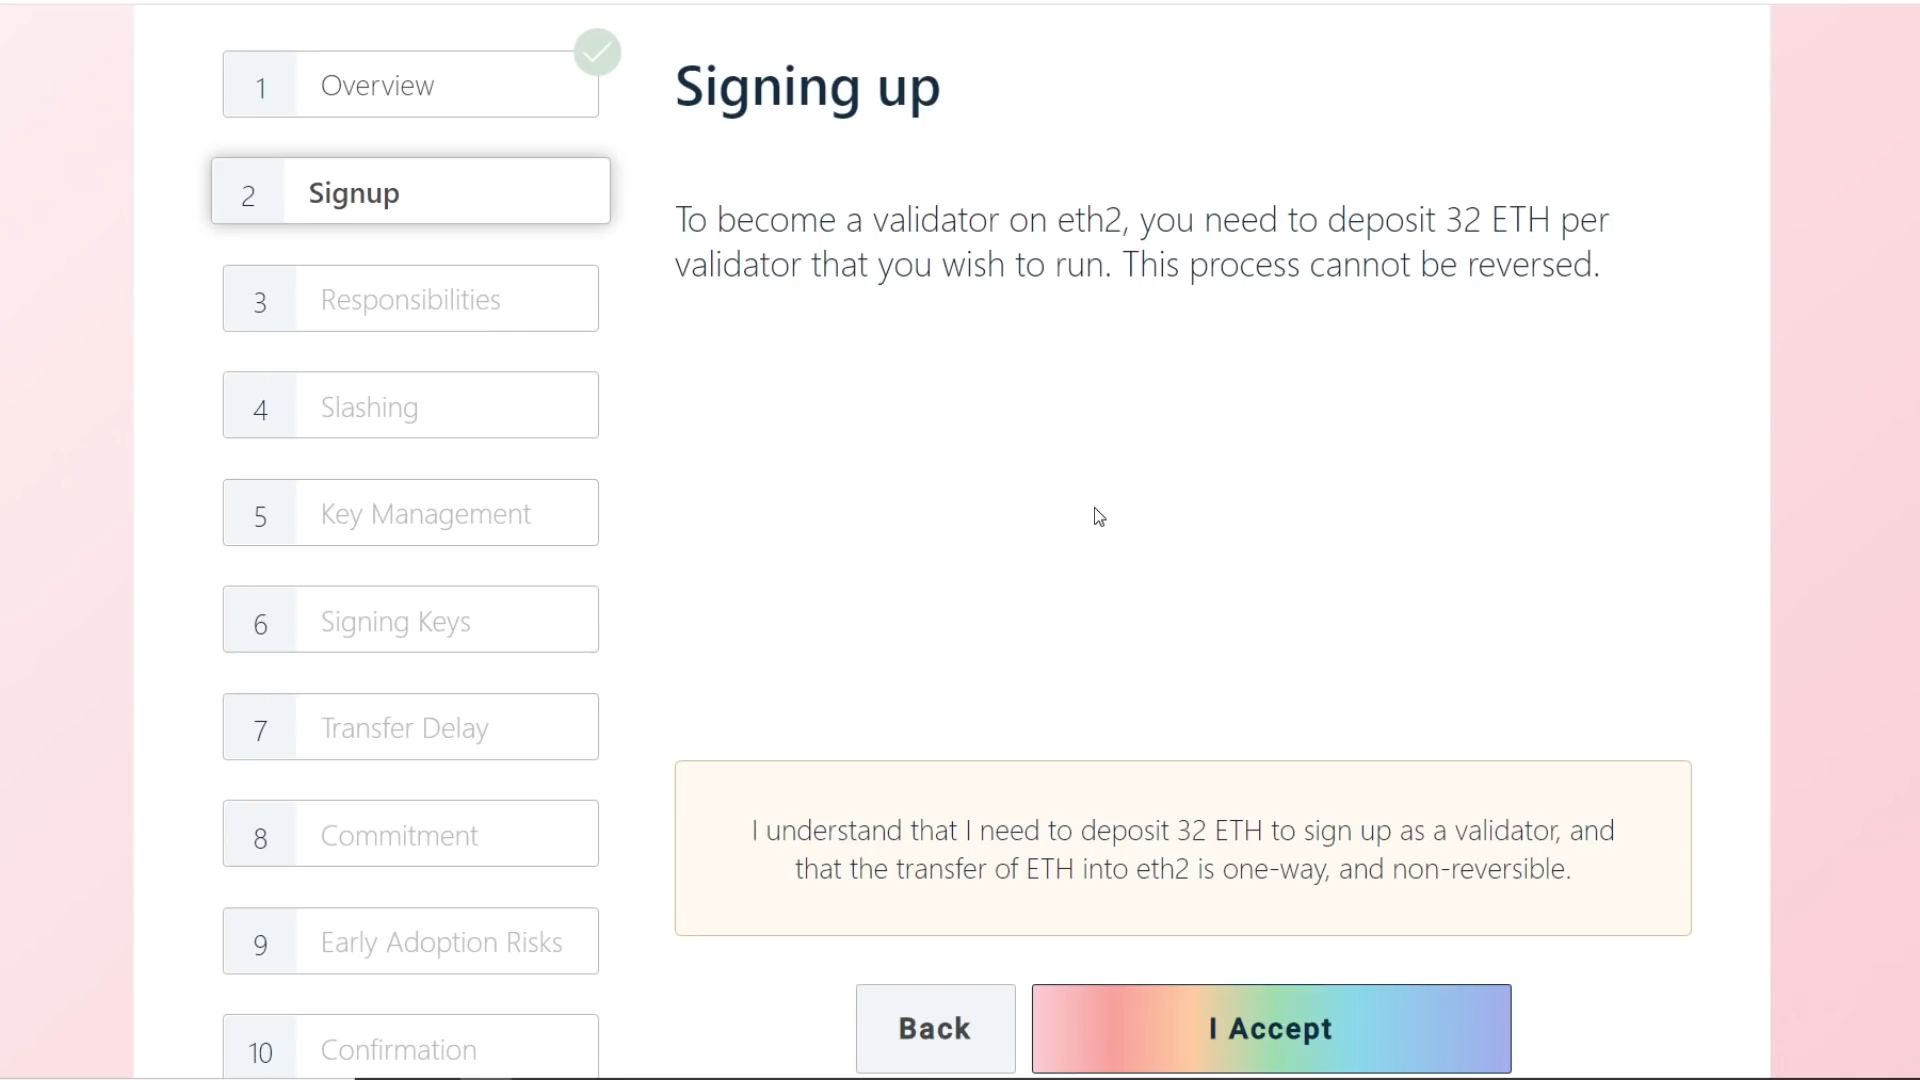 1 Overview
2 Signup
3 Responsibilities
4 Slashing
5 Key Management
6 Signing Keys
7 Transfer Delay
8 Commitment
9 Early Adoption Risks
10 Confirmation
Signing up
To become a validator on eth2, you need to deposit 32 ETH per
validator that you wish to run. This process cannot be reversed.
I understand that I need to deposit 32 ETH to sign up as a validator, and
that the transfer of ETH into eth2 is one-way, and non-reversible.
Back
I Accept